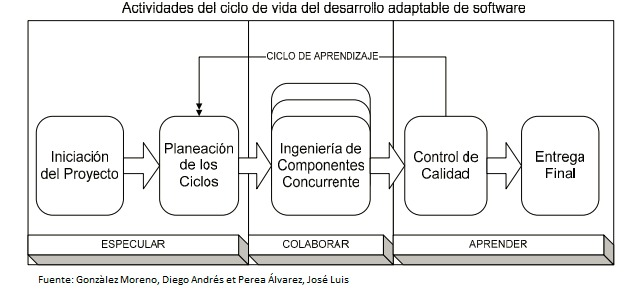 Actividades del ciclo de vida del desarrollo adaptable de software
CICLO DE APRENDIZAJE
Iniciación
del Proyecto
Planeación
de los
Ciclos
Ingeniería de
Componentes
Concurrente
Control de
Calidad
Entrega
Final
ESPECULAR
COLABORAR
APRENDER
Fuente: Gonzàlez Moreno, Diego Andrés et Perea Álvarez, José Luis